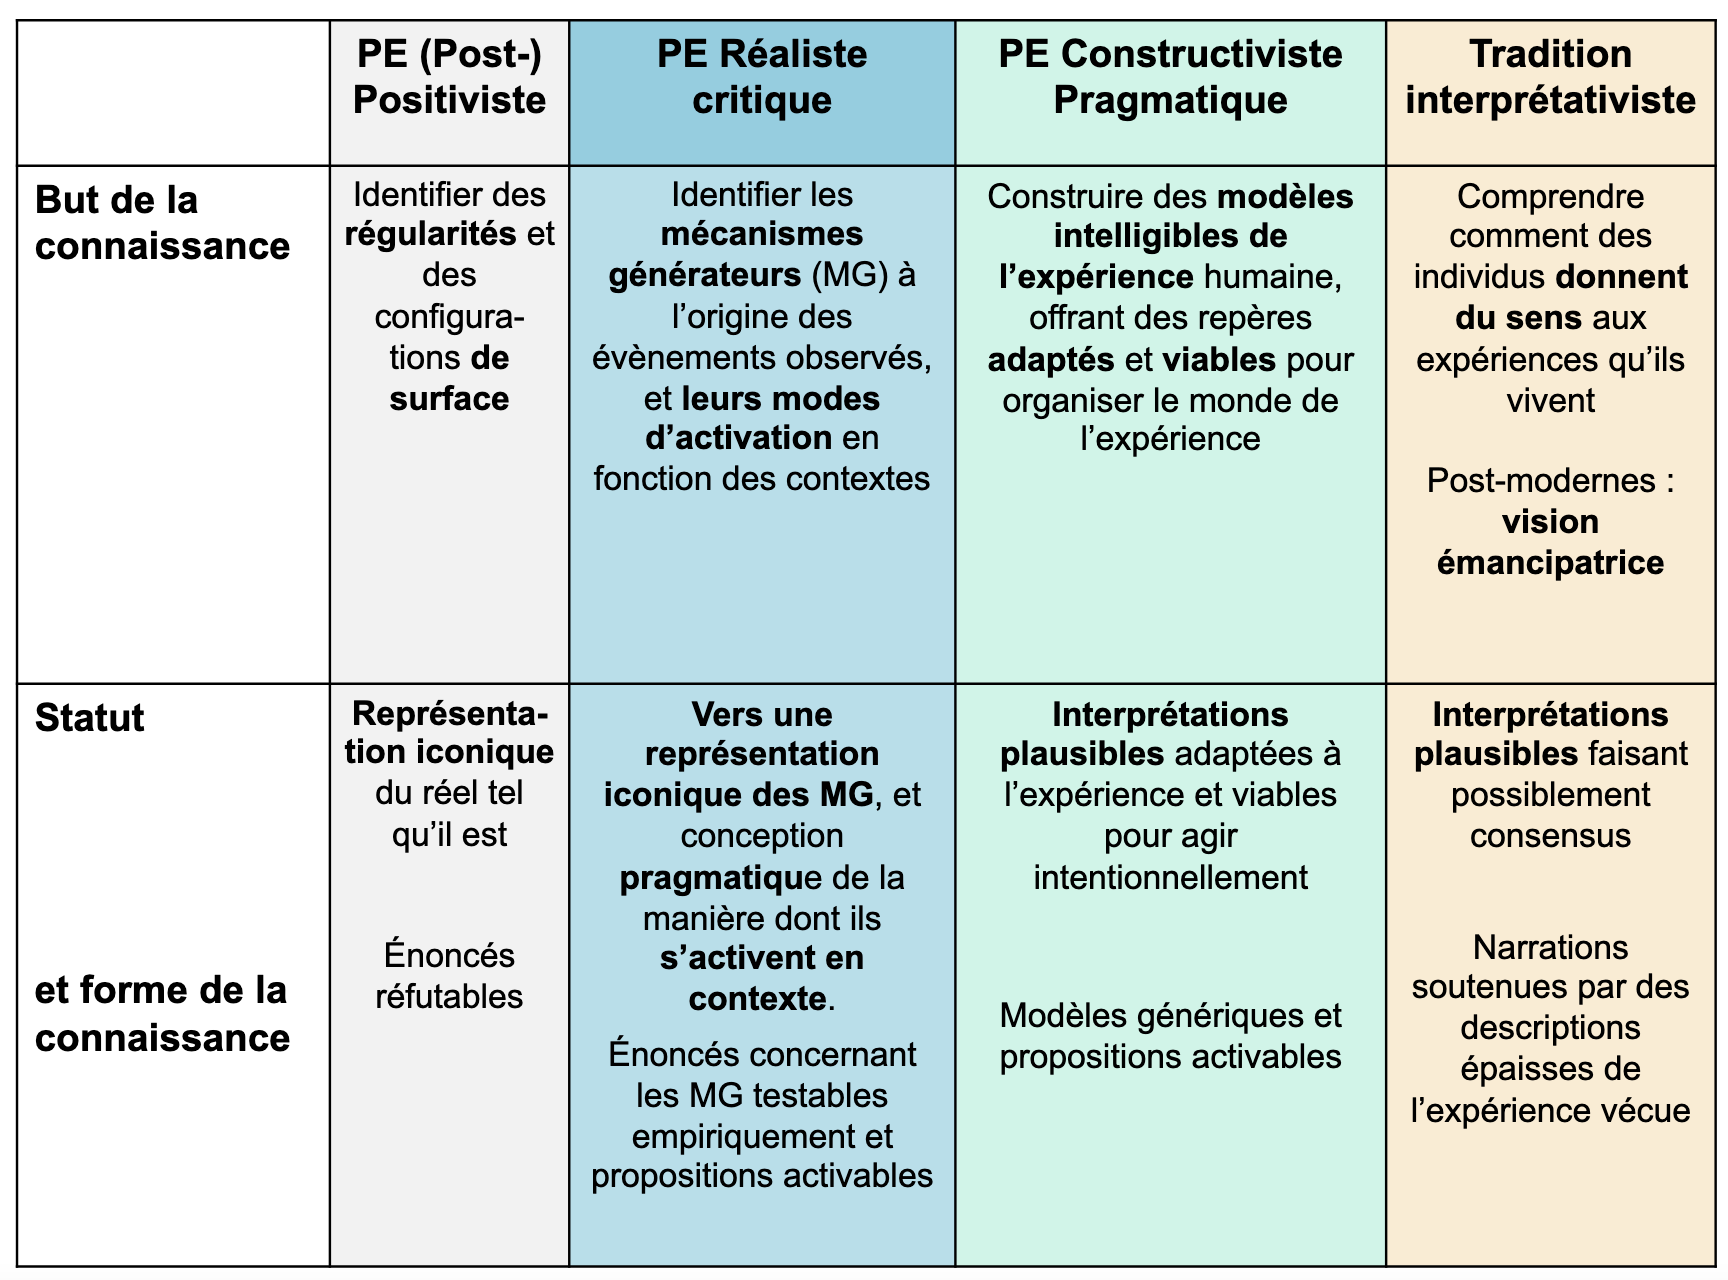 PE (Post-)
Positiviste
PE Réaliste
critique
PE Constructiviste
Pragmatique
Tradition
interprétativiste
But de la
connaissance
Identifier des
régularités et
des
configura-
tions de
surface
Identifier les
mécanismes
générateurs (MG) à
l’origine des
évènements observés,
et leurs modes
d’activation en
fonction des contextes
Construire des modèles
intelligibles de
l’expérience humaine,
offrant des repères
adaptés et viables pour
organiser le monde de
l’expérience
Comprendre
comment des
individus donnent
du sens aux
expériences qu’ils
vivent
Post-modernes :
vision
émancipatrice
Statut
et forme de la
connaissance
Représenta-
tion iconique
du réel tel
qu’il est
Énoncés
réfutables
Vers une
représentation
iconique des MG, et
conception
pragmatique de la
manière dont ils
s’activent en
contexte.
Énoncés concernant
les MG testables
empiriquement et
propositions activables
Interprétations
plausibles adaptées à
l’expérience et viables
pour agir
intentionnellement
Modèles génériques et
propositions activables
Interprétations
plausibles faisant
possiblement
consensus
Narrations
soutenues par des
descriptions
épaisses de
l’expérience vécue